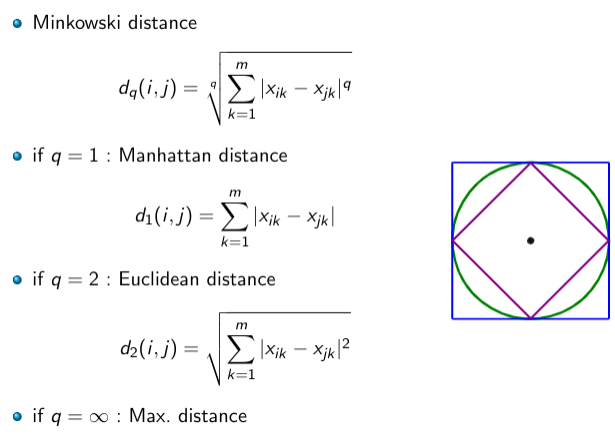 • Minkowski distance
d_q(i, j) = \sqrt[q]{\sum_{k=1}^{m} |x_{ik} − x_{jk}|^q}
• if q = 1 : Manhattan distance
d_1(i, j) = \sum_{k=1}^{m} |x_{ik} − x_{jk}|
• if q = 2 : Euclidean distance
d_2(i, j) = \sqrt{\sum_{k=1}^{m} |x_{ik} − x_{jk}|^2}
• if q = ∞ : Max. distance